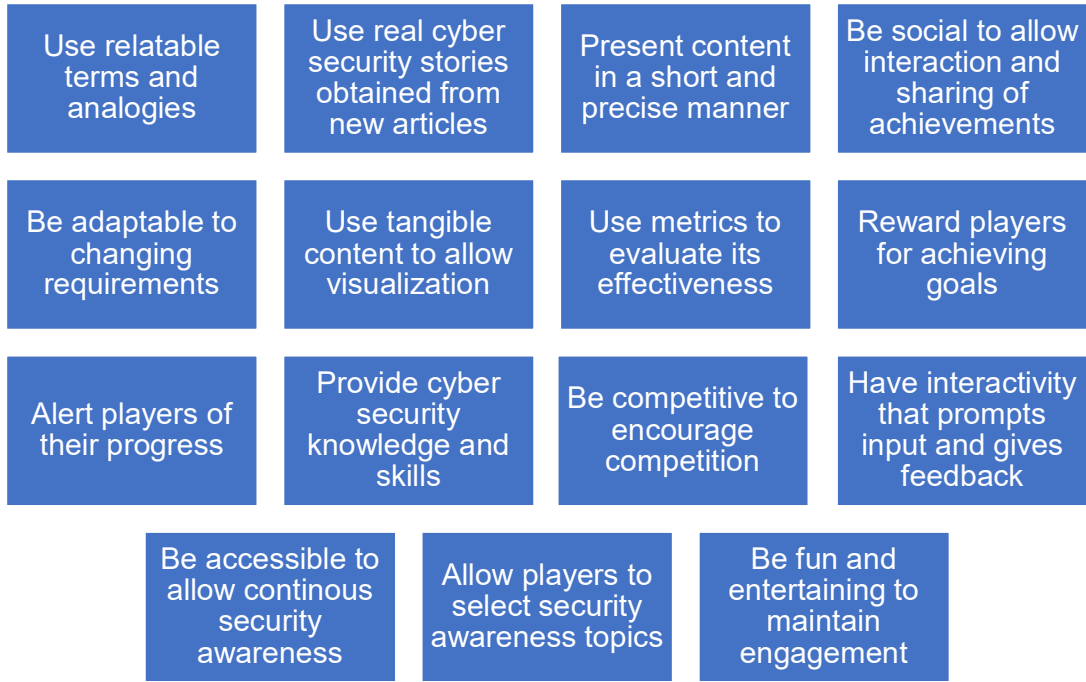 Use relatable
terms and
analogies
Use real cyber
security stories
obtained from
new articles
Present content
in a short and
precise manner
Be social to allow
interaction and
sharing of
achievements
Be adaptable to
changing
requirements
Use tangible
content to allow
visualization
Use metrics to
evaluate its
effectiveness
Reward players
for achieving
goals
Alert players of
their progress
Provide cyber
security
knowledge and
skills
Be competitive to
encourage
competition
Have interactivity
that prompts
input and gives
feedback
Be accessible to
allow continous
security
awareness
Allow players to
select security
awareness topics
Be fun and
entertaining to
maintain
engagement